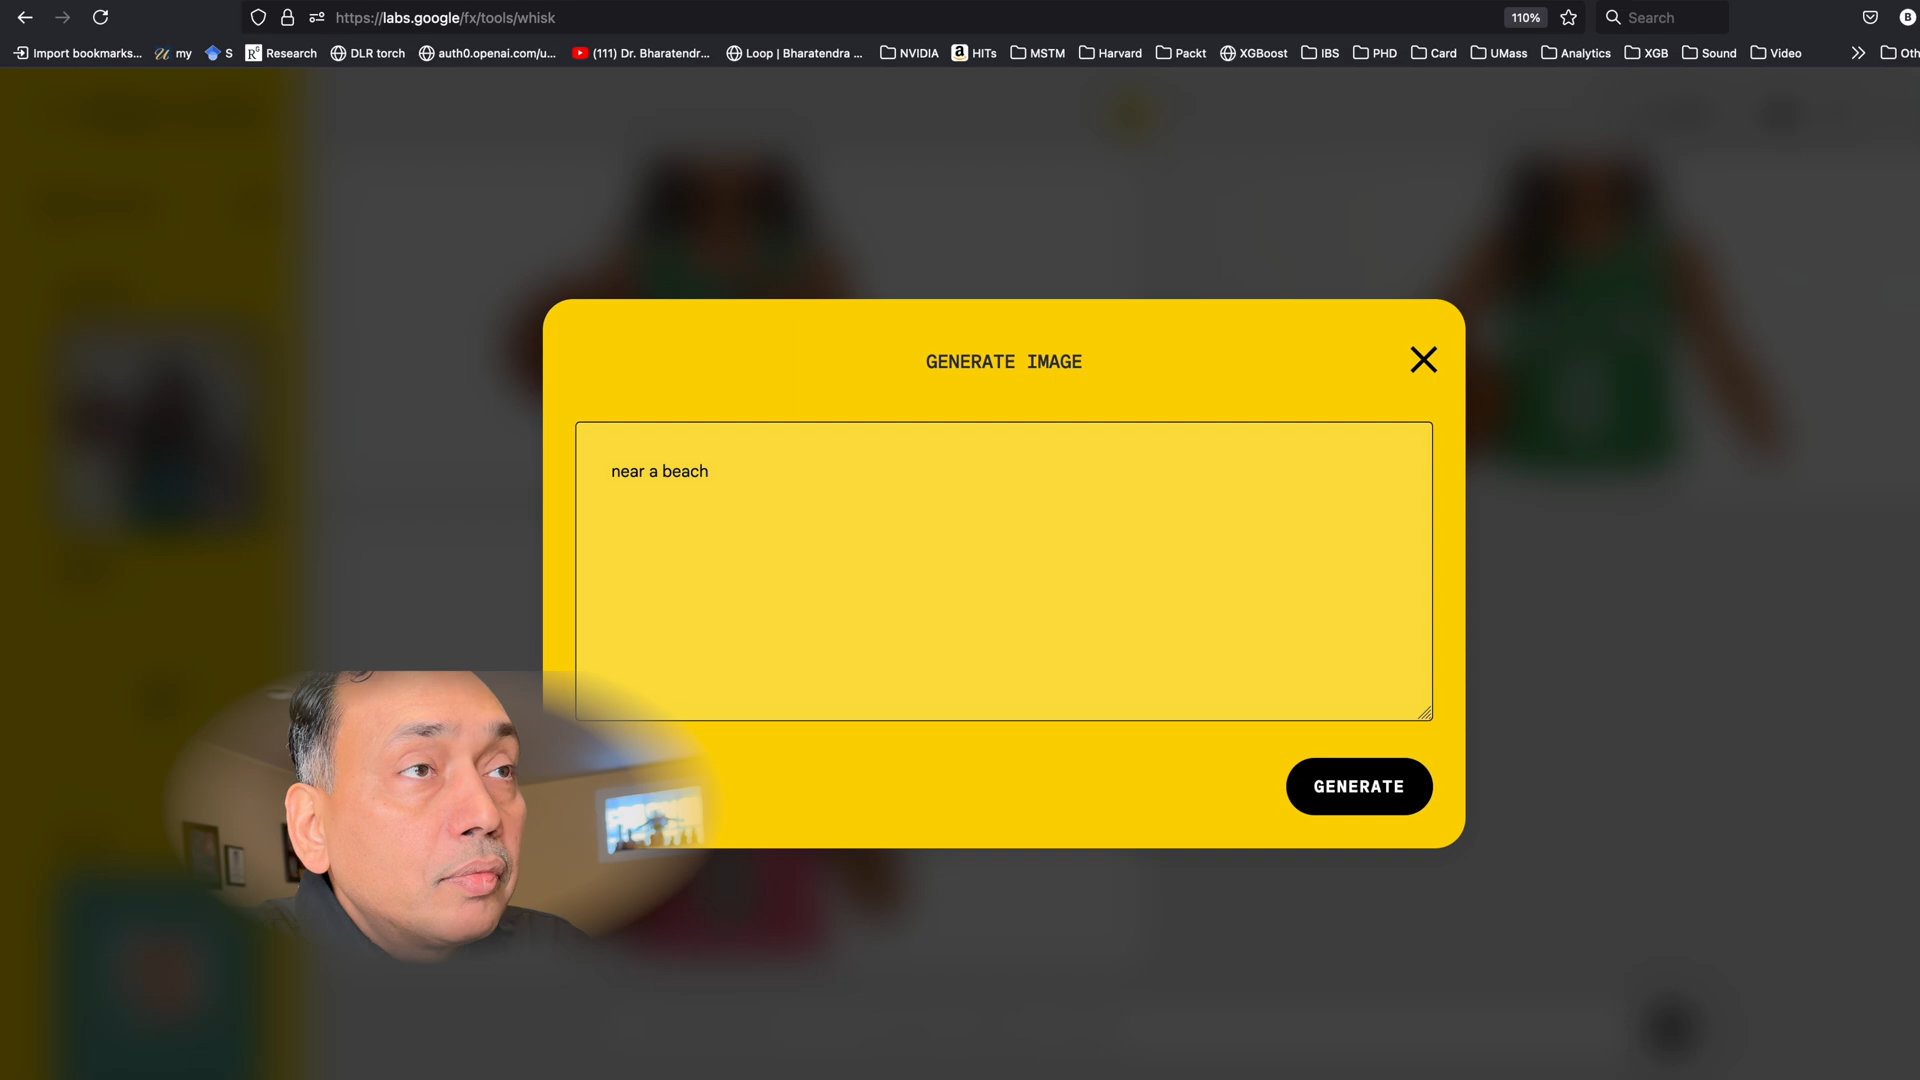 https://labs.google/fx/tools/whisk
110%
Search
B
Import bookmarks...
my
S
Research
DLR torch
auth0.openai.com/u...
(111) Dr. Bharatendr...
Loop | Bharatendra ...
NVIDIA
HITs
MSTM
Harvard
Packt
XGBoost
IBS
PHD
Card
UMass
Analytics
XGB
Sound
Video
Oth
GENERATE IMAGE
near a beach
GENERATE